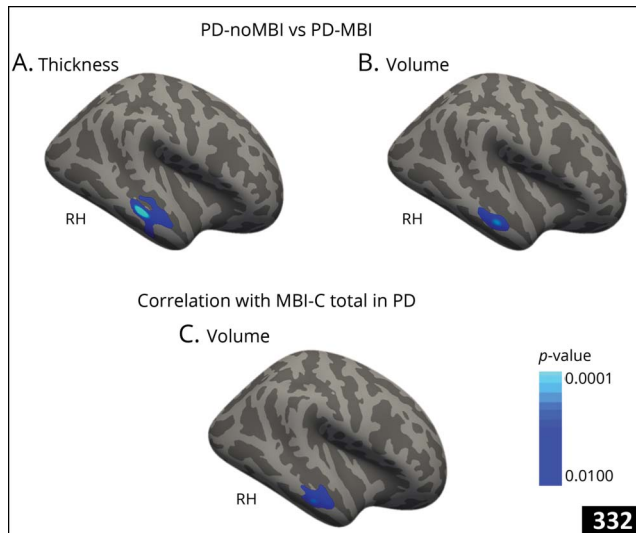 PD-noMBI vs PD-MBI
A. Thickness
B. Volume
RH
RH
Correlation with MBI-C total in PD
C. Volume
p-value
0.0001
0.0100
RH
332